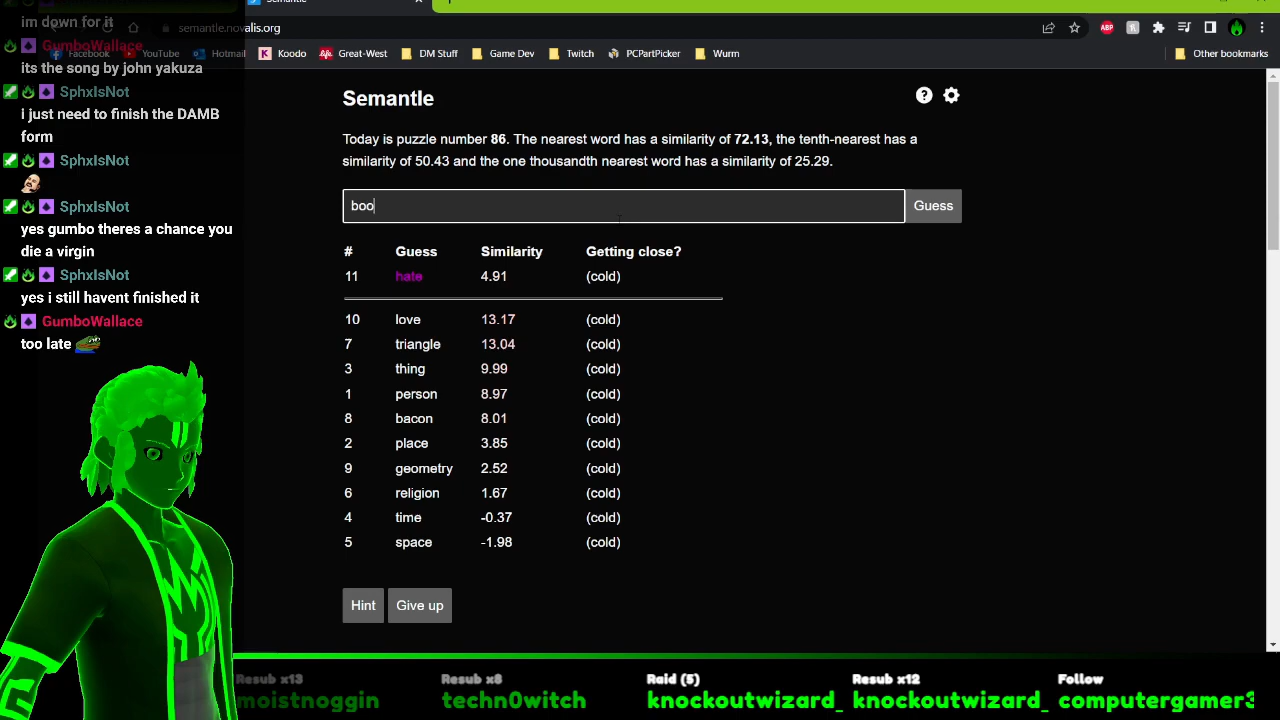 im down for it
GumboWallace
its the song by john yakuza
SphxIsNot
I just need to finish the DAMB
form
SphxIsNot
SphxIsNot
yes gumbo theres a chance you
die a virgin
SphxIsNot
yes i still havent finished it
GumboWallace
too late
semantle.novalis.org
Facebook YouTube Hotmail Koodo Great-West DM Stuff Game Dev Twitch PCPartPicker Wurm Other bookmarks
Semantle
Today is puzzle number 86. The nearest word has a similarity of 72.13, the tenth-nearest has a
similarity of 50.43 and the one thousandth nearest word has a similarity of 25.29.
boo Guess
# Guess Similarity Getting close?
11 hate 4.91 (cold)
10 love 13.17 (cold)
7 triangle 13.04 (cold)
3 thing 9.99 (cold)
1 person 8.97 (cold)
8 bacon 8.01 (cold)
2 place 3.85 (cold)
9 geometry 2.52 (cold)
6 religion 1.67 (cold)
4 time -0.37 (cold)
5 space -1.98 (cold)
Hint Give up
Resub x13 Resub x8 Raid (5) Resub x12 Follow
moistnoggin techn0witch knockoutwizard_ knockoutwizard_ computergamer3